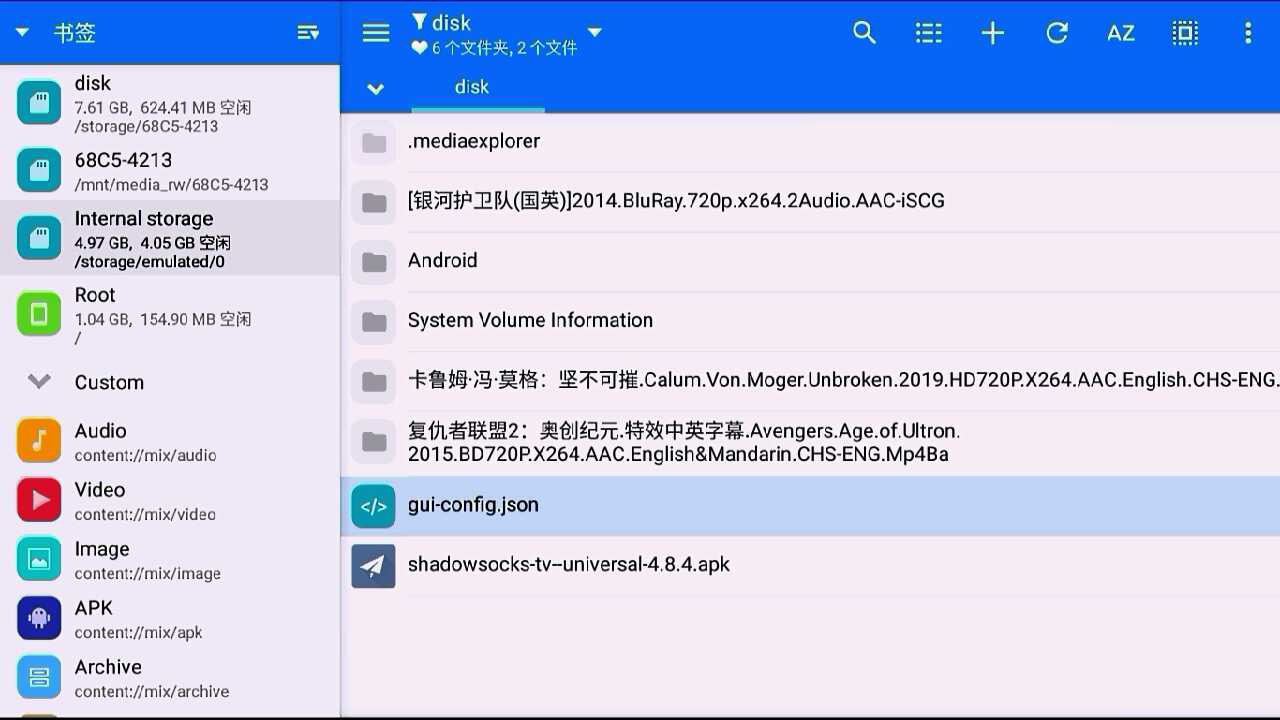 书签
disk
7.61 GB, 624.41 MB 空闲
/storage/68C5-4213
68C5-4213
/mnt/media_rw/68C5-4213
Internal storage
4.97 GB, 4.05 GB 空闲
/storage/emulated/0
Root
1.04 GB, 154.90 MB 空闲
/
Custom
Audio
content://mix/audio
Video
content://mix/video
Image
content://mix/image
APK
content://mix/apk
Archive
content://mix/archive
disk
6 个文件夹, 2 个文件
AZ
disk
.mediaexplorer
[银河护卫队(国英)]2014.BluRay.720p.x264.2Audio.AAC-iSCG
Android
System Volume Information
卡鲁姆·冯·莫格：坚不可摧.Calum.Von.Moger.Unbroken.2019.HD720P.X264.AAC.English.CHS-ENG.
复仇者联盟2：奥创纪元.特效中英字幕.Avengers.Age.of.Ultron.
2015.BD720P.X264.AAC.English&Mandarin.CHS-ENG.Mp4Ba
</> gui-config.json
shadowsocks-tv--universal-4.8.4.apk